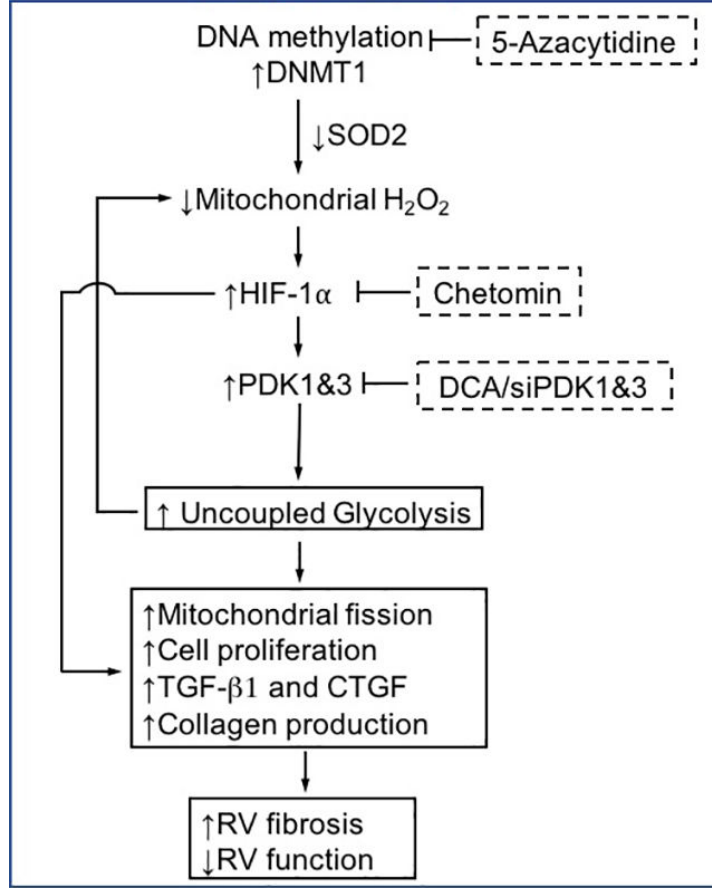 DNA methylation
5-Azacytidine
↑DNMT1
↓SOD2
↓Mitochondrial H₂O₂
↑HIF-1α
Chetomin
↑PDK1&3
DCA/siPDK1&3
↑ Uncoupled Glycolysis
↑Mitochondrial fission
↑Cell proliferation
↑TGF-β1 and CTGF
↑Collagen production
↑RV fibrosis
↓RV function